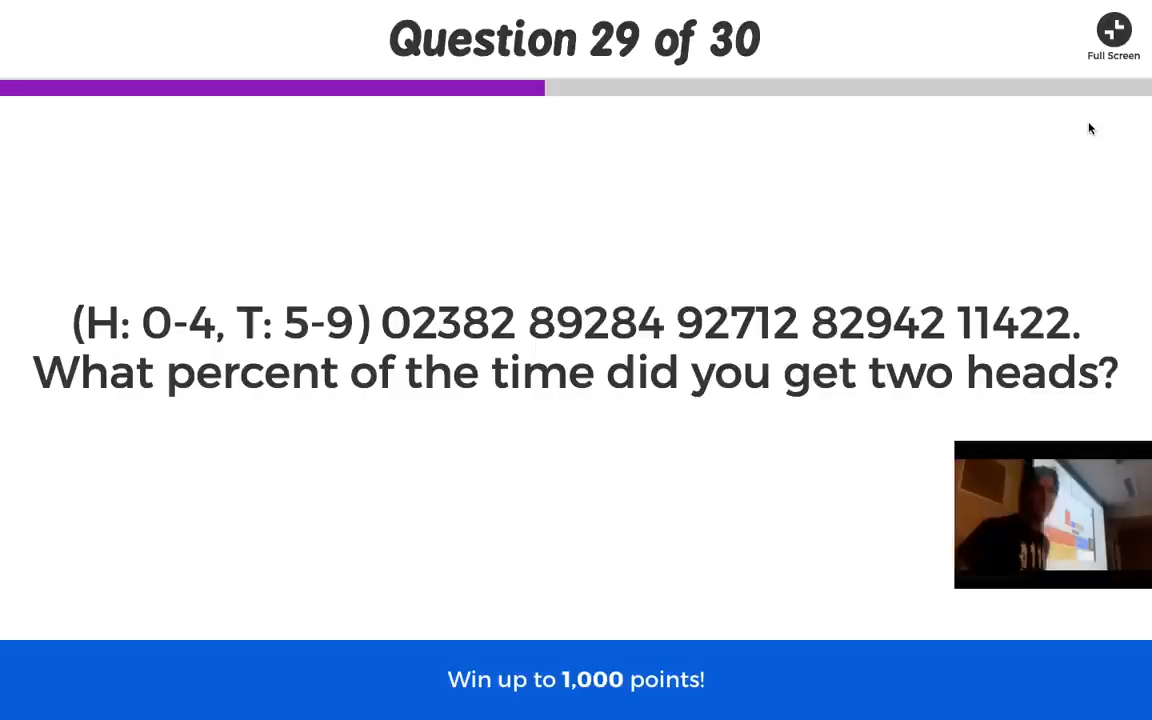 Question 29 of 30
Full Screen
(H: 0-4, T: 5-9) 02382 89284 92712 82942 11422.
What percent of the time did you get two heads?
Win up to 1,000 points!